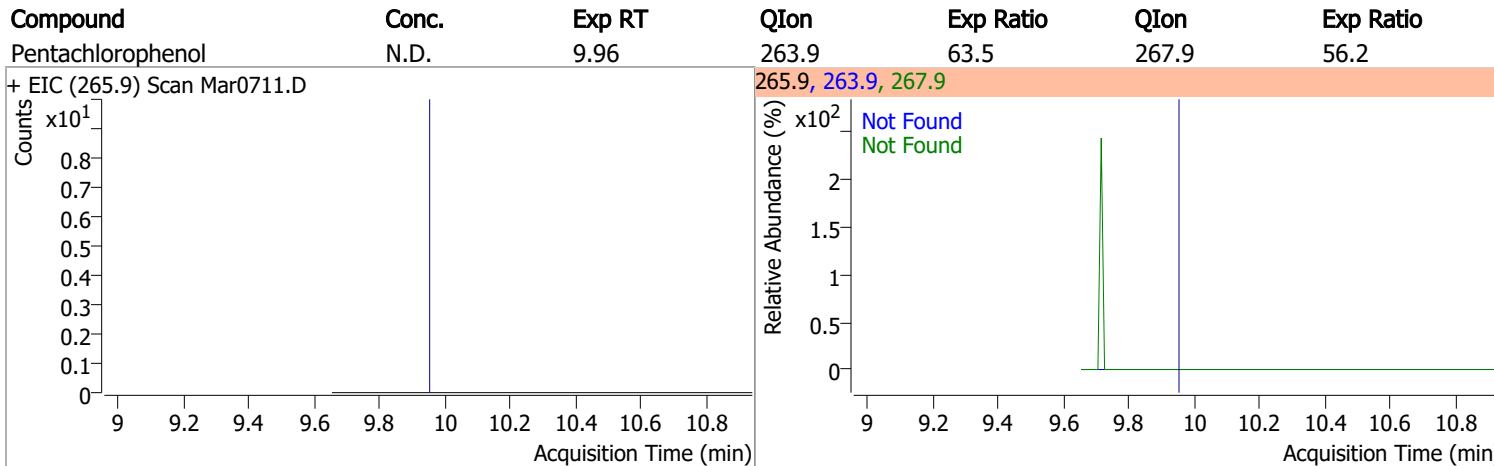 Compound Conc. Exp RT QIon Exp Ratio QIon Exp Ratio
Pentachlorophenol N.D. 9.96 263.9 63.5 267.9 56.2
+ EIC (265.9) Scan Mar0711.D
Counts
x10¹
0.8
0.7
0.6
0.5
0.4
0.3
0.2
0.1
0
9 9.2 9.4 9.6 9.8 10 10.2 10.4 10.6 10.8
Acquisition Time (min)
265.9, 263.9, 267.9
Relative Abundance (%)
x10²
Not Found
Not Found
2
1.5
1
0.5
0
9 9.2 9.4 9.6 9.8 10 10.2 10.4 10.6 10.8
Acquisition Time (min